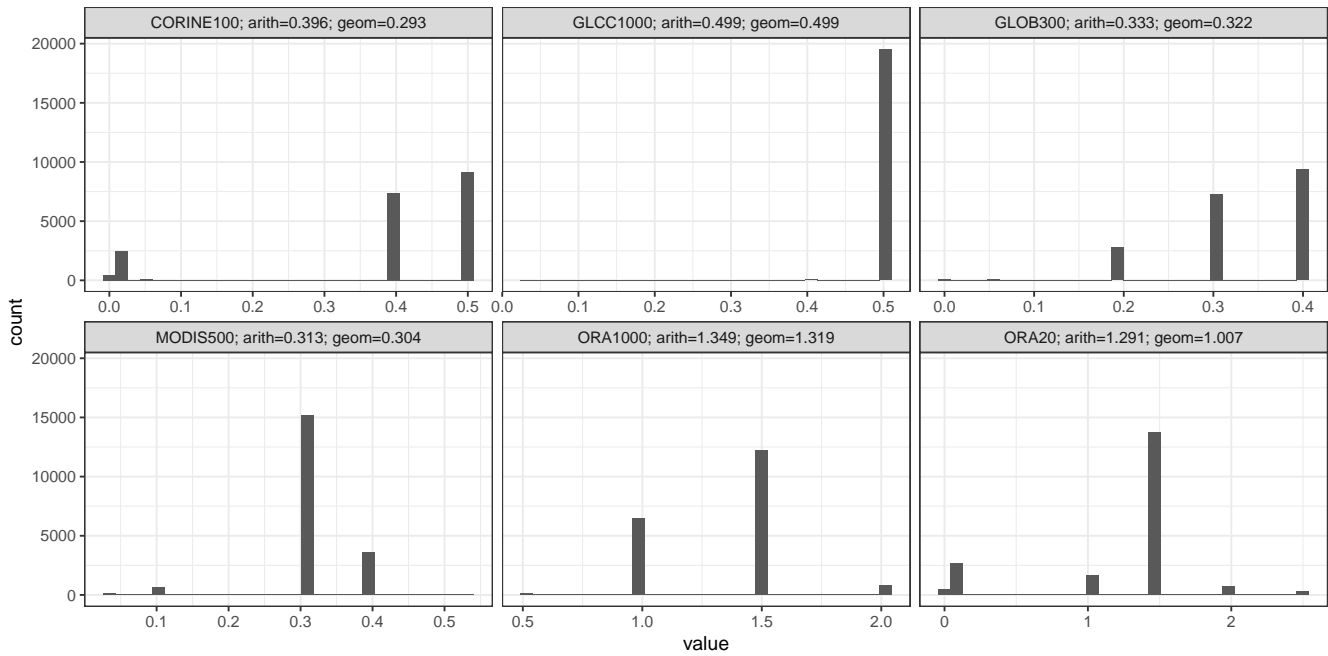 CORINE100; arith=0.396; geom=0.293
GLCC1000; arith=0.499; geom=0.499
GLOB300; arith=0.333; geom=0.322
20000
15000
10000
5000
0
0.0 0.1 0.2 0.3 0.4 0.5
0.0 0.1 0.2 0.3 0.4 0.5
0.0 0.1 0.2 0.3 0.4
count
MODIS500; arith=0.313; geom=0.304
ORA1000; arith=1.349; geom=1.319
ORA20; arith=1.291; geom=1.007
20000
15000
10000
5000
0
0.1 0.2 0.3 0.4 0.5
0.5 1.0 1.5 2.0
0 1 2
value